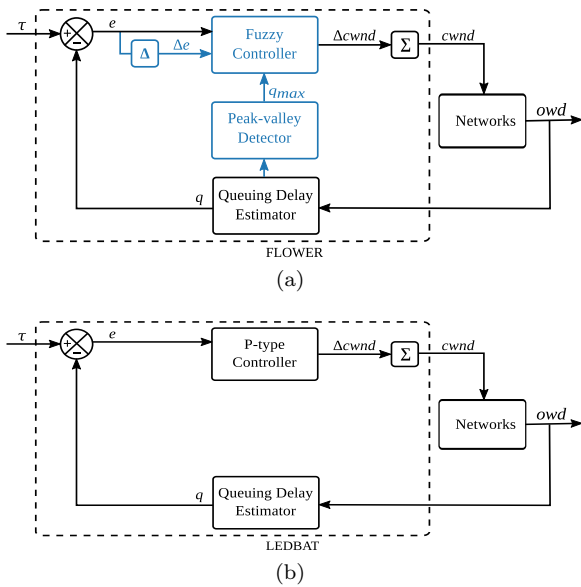 τ
e
Δ
Δe
Fuzzy
Controller
Δcwnd
Σ
cwnd
q_max
Peak-valley
Detector
Networks
owd
+
−
q
Queuing Delay
Estimator
FLOWER
(a)
τ
e
+
−
P-type
Controller
Δcwnd
Σ
cwnd
Networks
owd
q
Queuing Delay
Estimator
LEDBAT
(b)